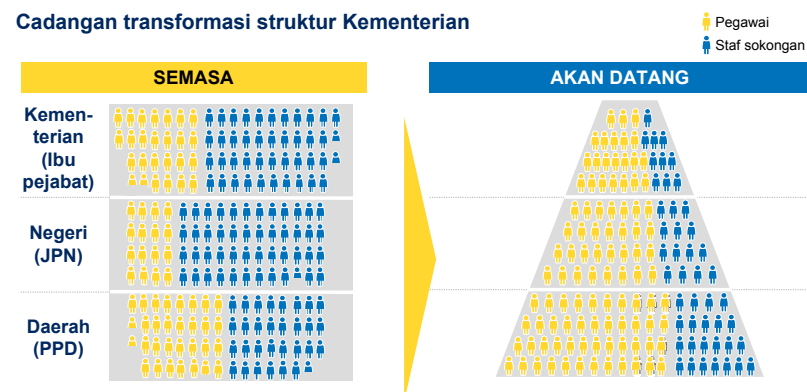 Cadangan transformasi struktur Kementerian
Pegawai
Staf sokongan
SEMASA
AKAN DATANG
Kemen-
terian
(Ibu
pejabat)
Negeri
(JPN)
Daerah
(PPD)